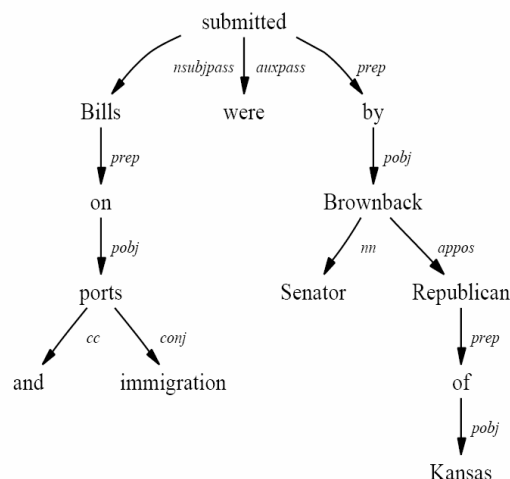 submitted
nsubjpass auxpass prep
Bills were by
prep pobj
on Brownback
pobj nn appos
ports Senator Republican
cc conj prep
and immigration of
pobj
Kansas